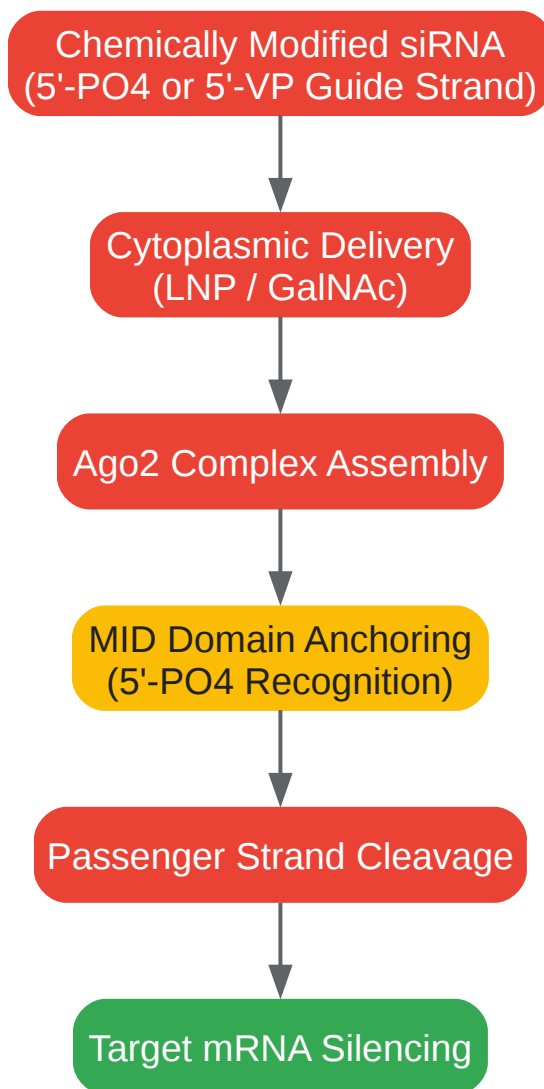 Chemically Modified siRNA
(5'-PO4 or 5'-VP Guide Strand)
Cytoplasmic Delivery
(LNP / GalNAc)
Ago2 Complex Assembly
MID Domain Anchoring
(5'-PO4 Recognition)
Passenger Strand Cleavage
Target mRNA Silencing